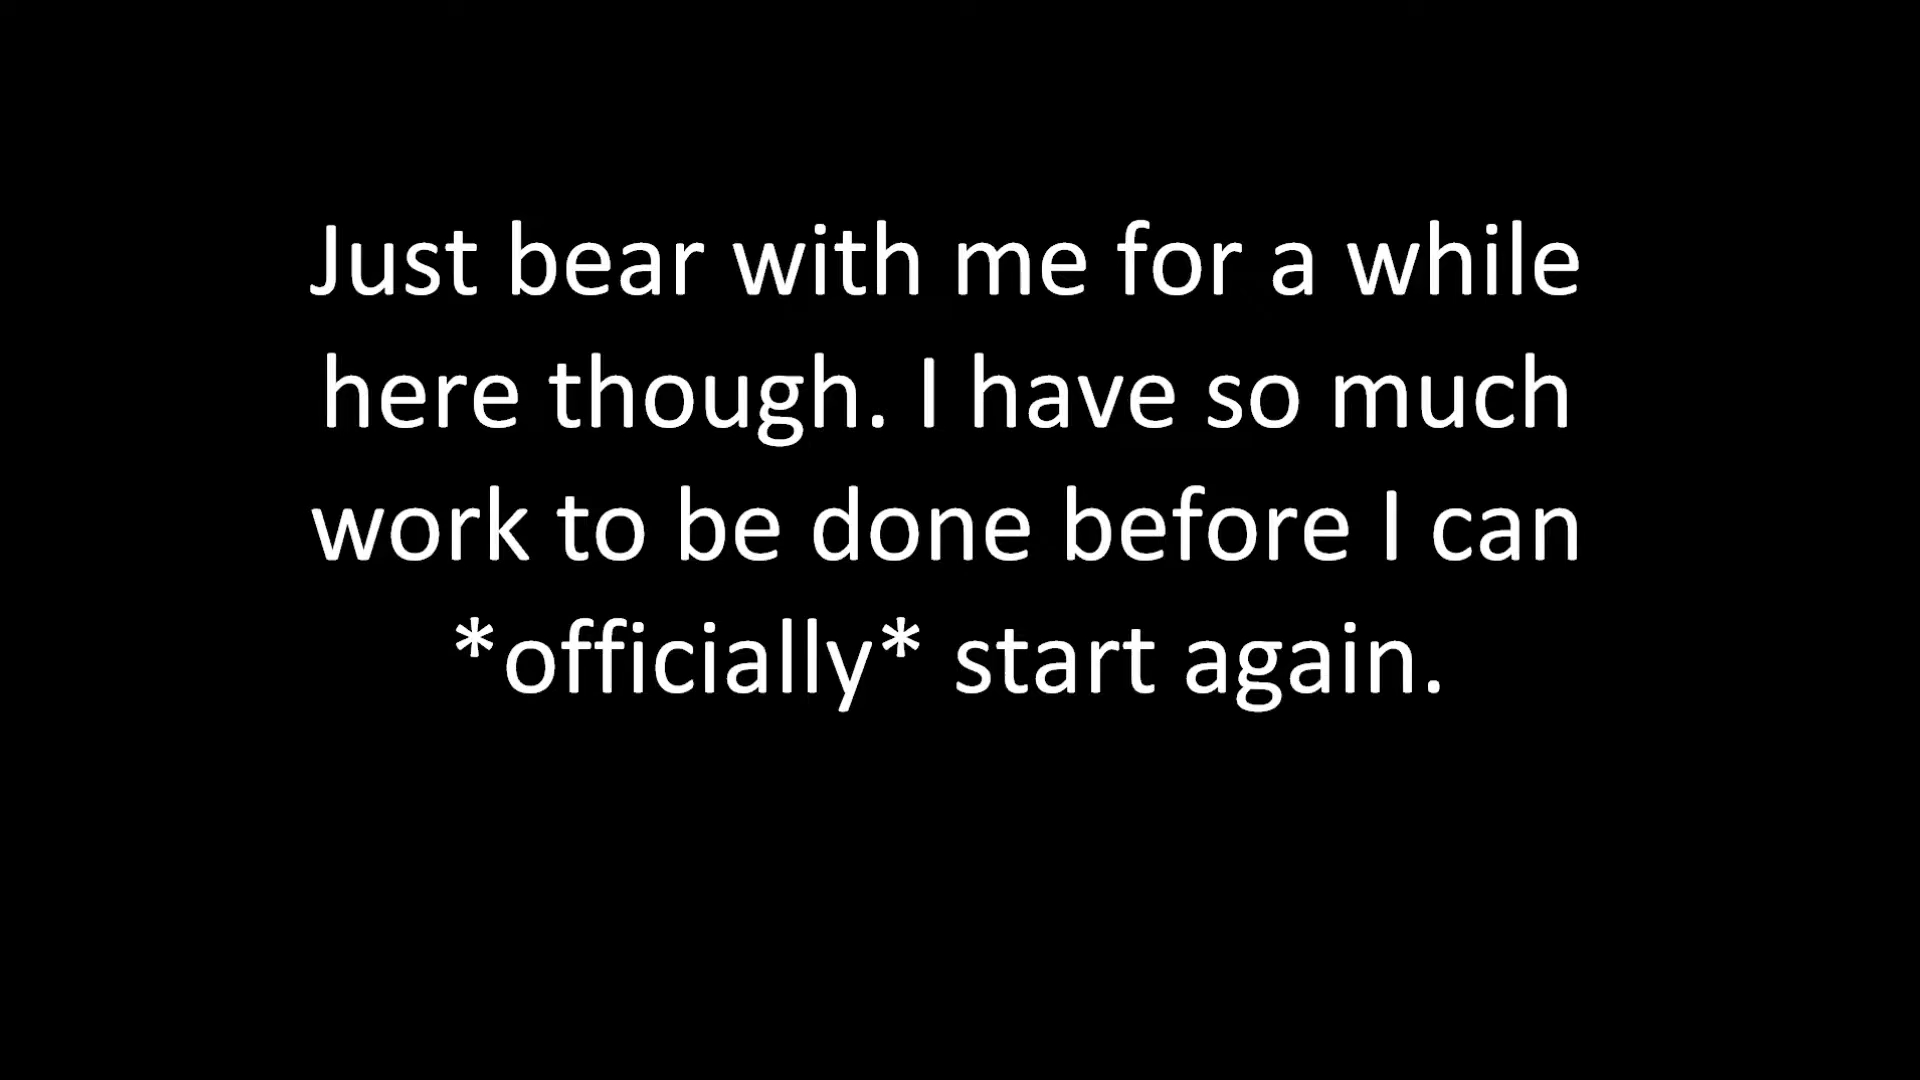 Just bear with me for a while
here though. I have so much
work to be done before I can
*officially* start again.